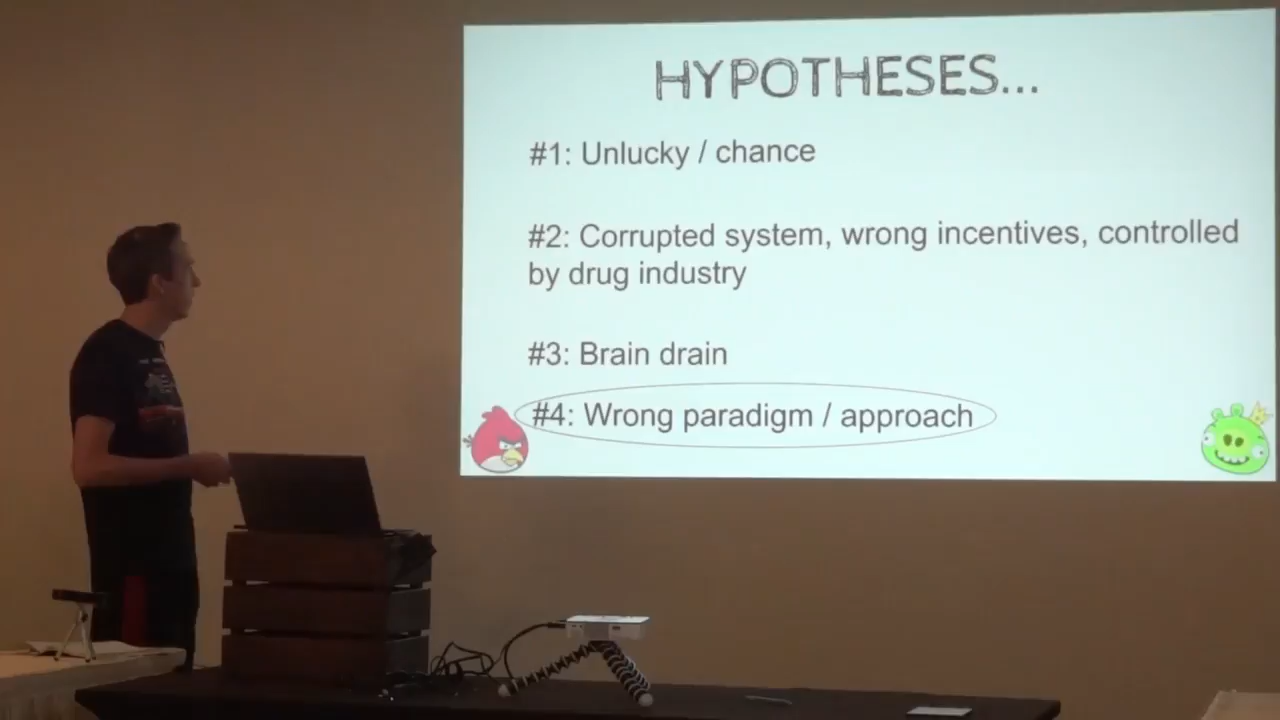 HYPOTHESES...
#1: Unlucky / chance
#2: Corrupted system, wrong incentives, controlled
by drug industry
#3: Brain drain
#4: Wrong paradigm / approach